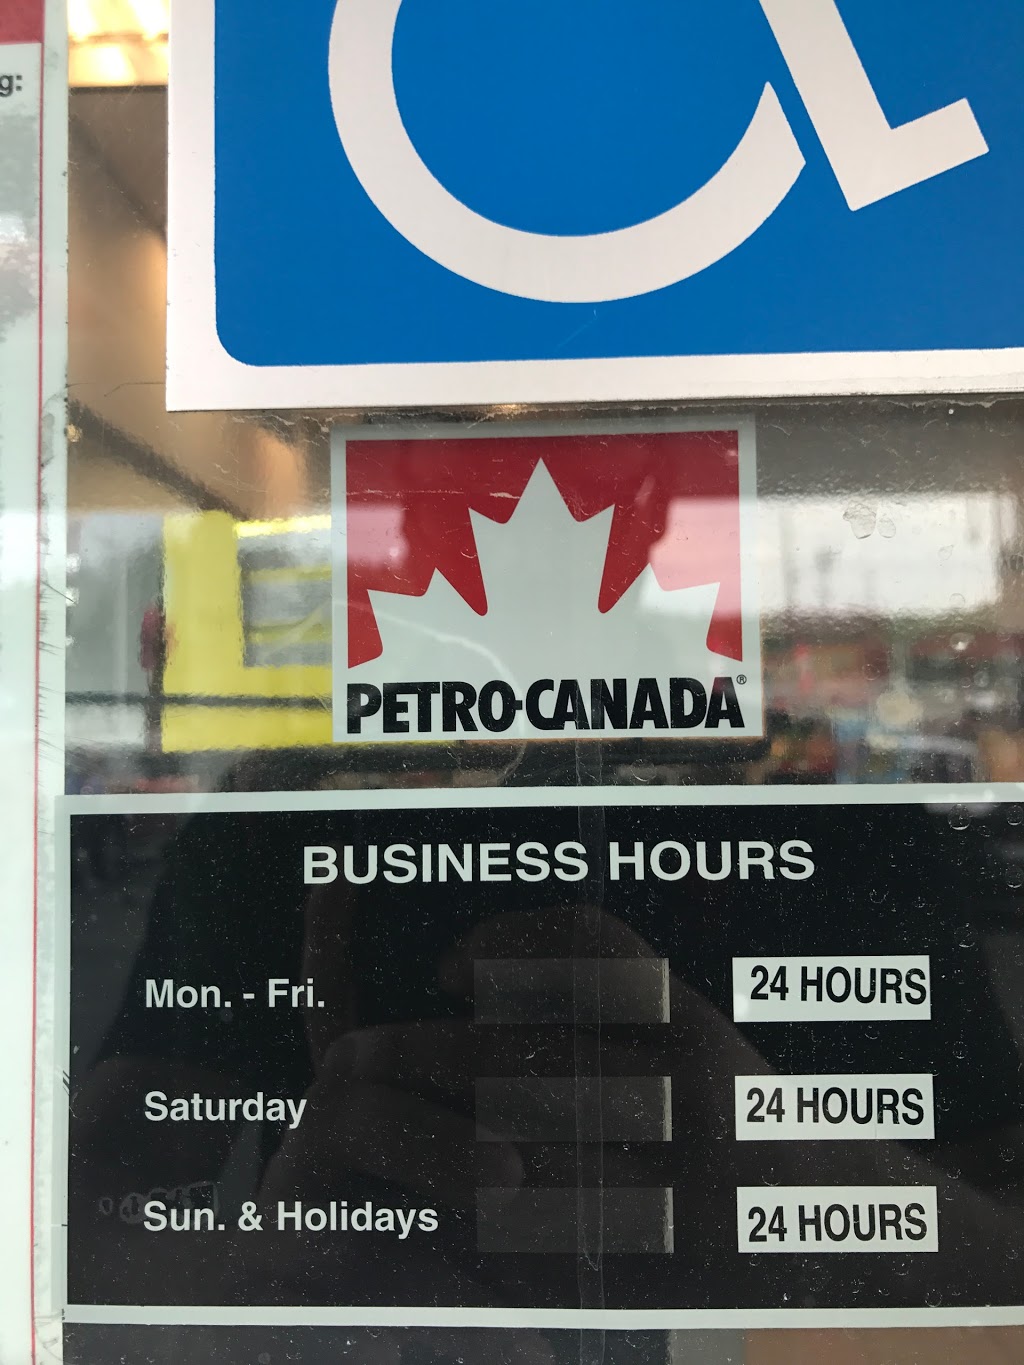 g:
PETRO-CANADA®
BUSINESS HOURS
Mon. - Fri. 24 HOURS
Saturday 24 HOURS
Sun. & Holidays 24 HOURS